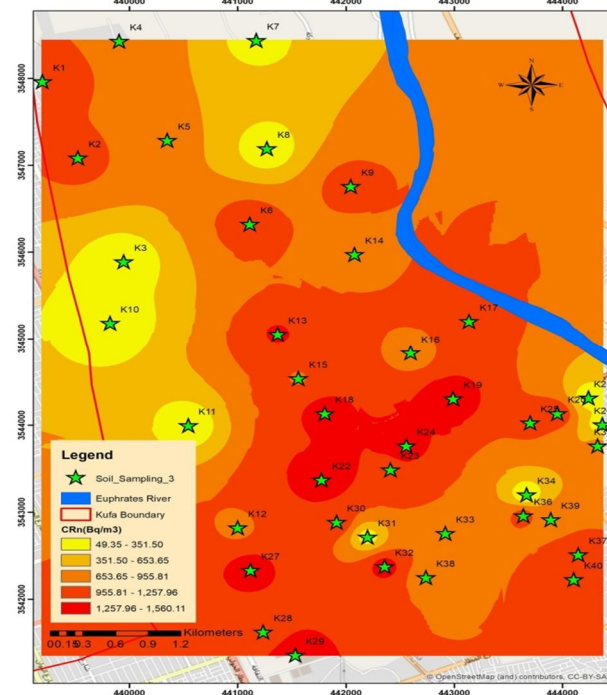 440000 441000 442000 443000 444000
K4
K7
3548000
K1
K5
K8
K2
3547000
K9
K6
K14
3546000
K3
K10
K17
K13
3545000
K16
K15
K19
K18
K11
3544000
K24
K23
K22
K34
K36
K39
3543000
K30
K12
K31
K33
K32
K37
K27
K38
K40
3542000
K28
K29
N
W E
S
Legend
Soil_Sampling_3
Euphrates River
Kufa Boundary
CRn(Bq/m3)
49.35 - 351.50
351.50 - 653.65
653.65 - 955.81
955.81 - 1,257.96
1,257.96 - 1,560.11
Kilometers
0 0.15 0.3 0.6 0.9 1.2
© OpenStreetMap (and) contributors, CC-BY-SA
440000 441000 442000 443000 444000